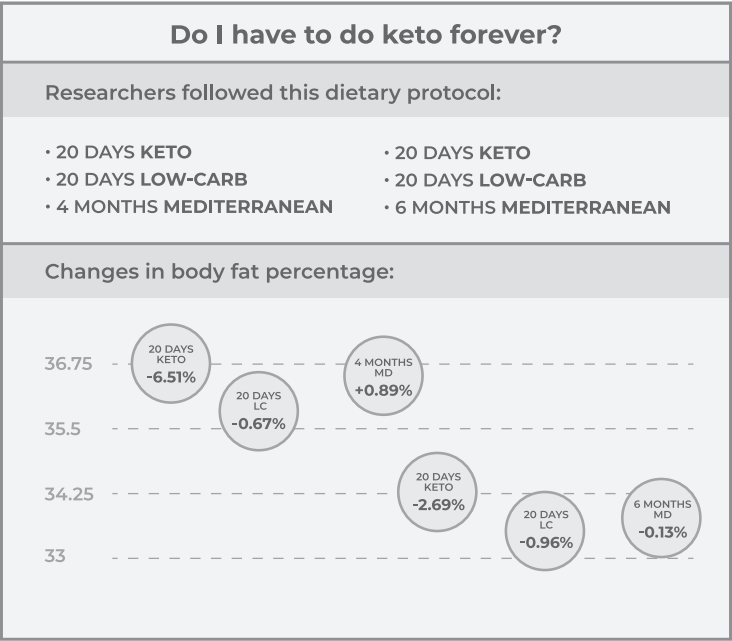 Do I have to do keto forever?
Researchers followed this dietary protocol:
• 20 DAYS KETO
• 20 DAYS LOW-CARB
• 4 MONTHS MEDITERRANEAN
• 20 DAYS KETO
• 20 DAYS LOW-CARB
• 6 MONTHS MEDITERRANEAN
Changes in body fat percentage:
36.75
35.5
34.25
33
20 DAYS
KETO
-6.51%
20 DAYS
LC
-0.67%
4 MONTHS
MD
+0.89%
20 DAYS
KETO
-2.69%
20 DAYS
LC
-0.96%
6 MONTHS
MD
-0.13%